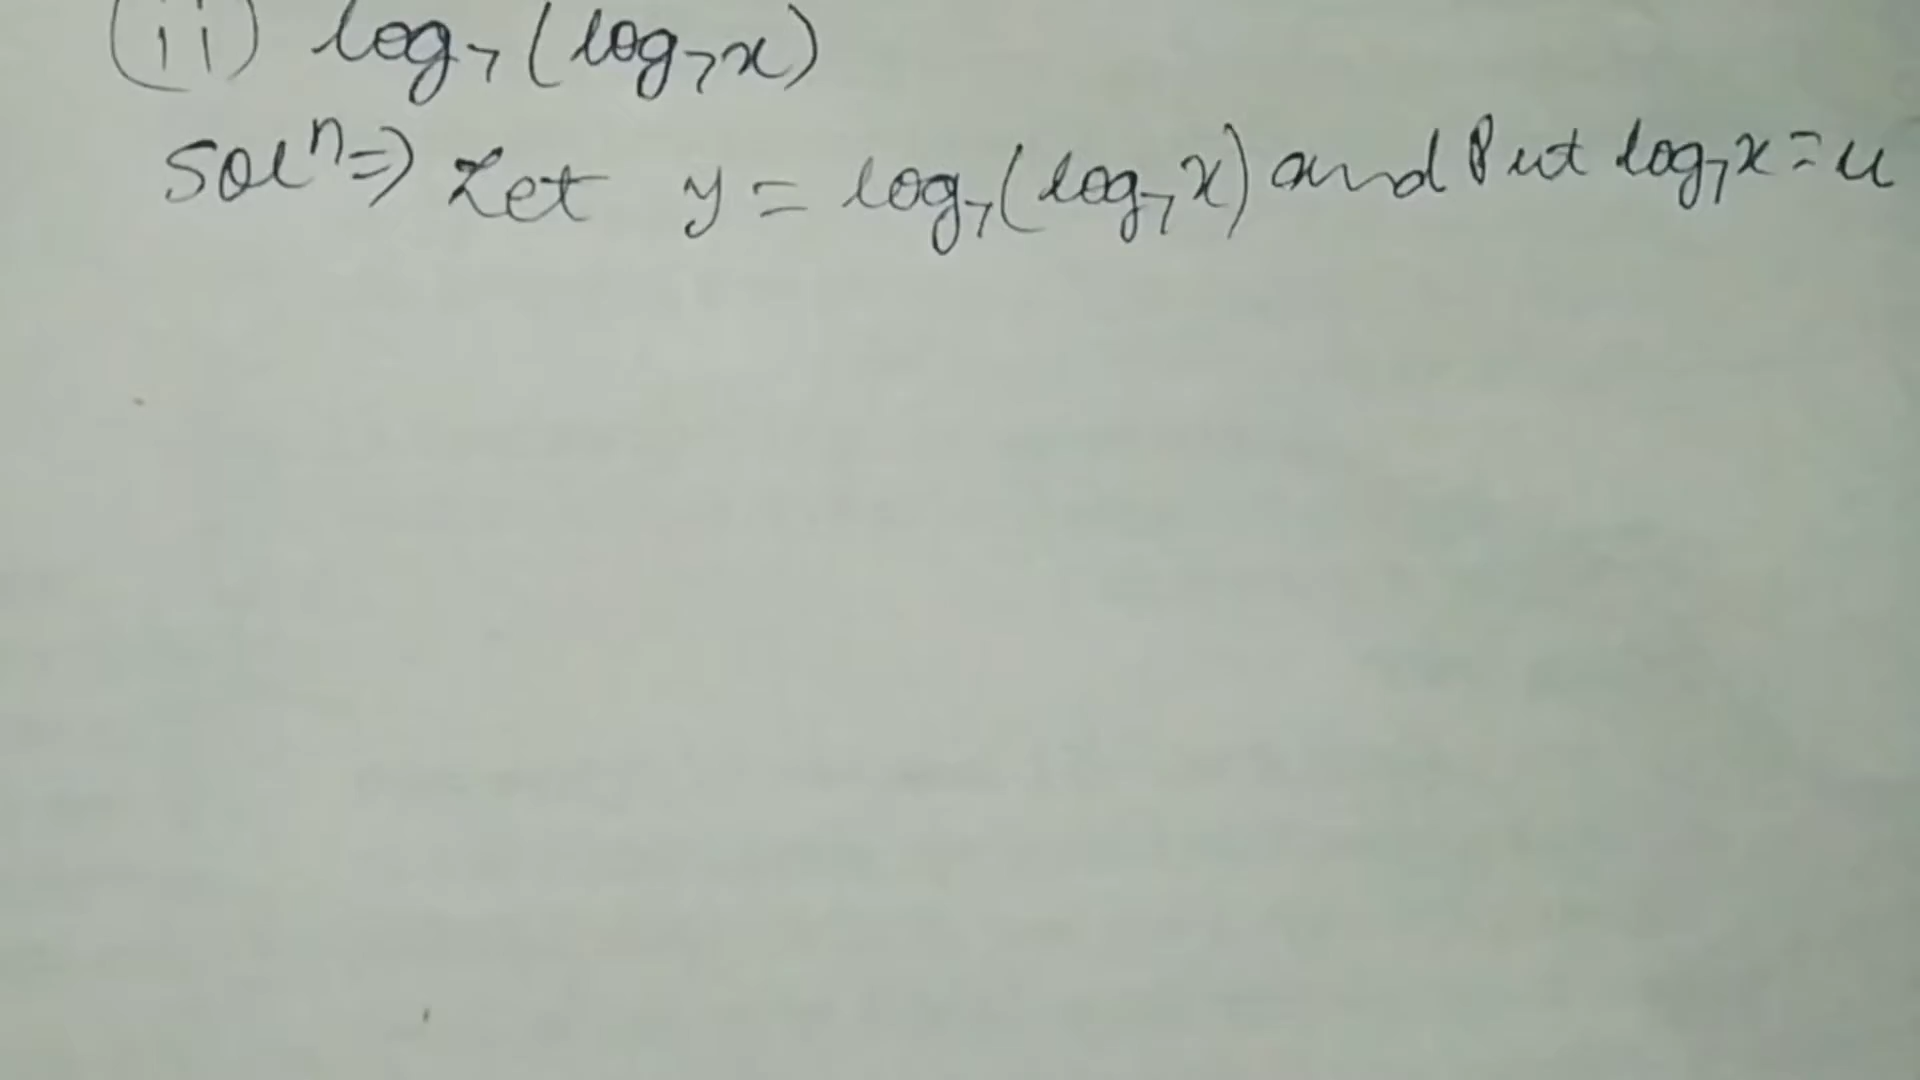 (ii) log₇(log₇x)
Solⁿ⇒ Let y = log₇(log₇x) and Put log₇x = u